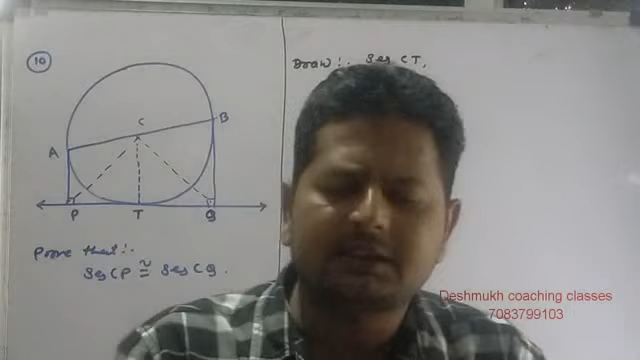 10
Draw :- seg CT,
C
B
A
P T Q
Prove that :-
seg CP ≅ seg CQ.
Deshmukh coaching classes
7083799103